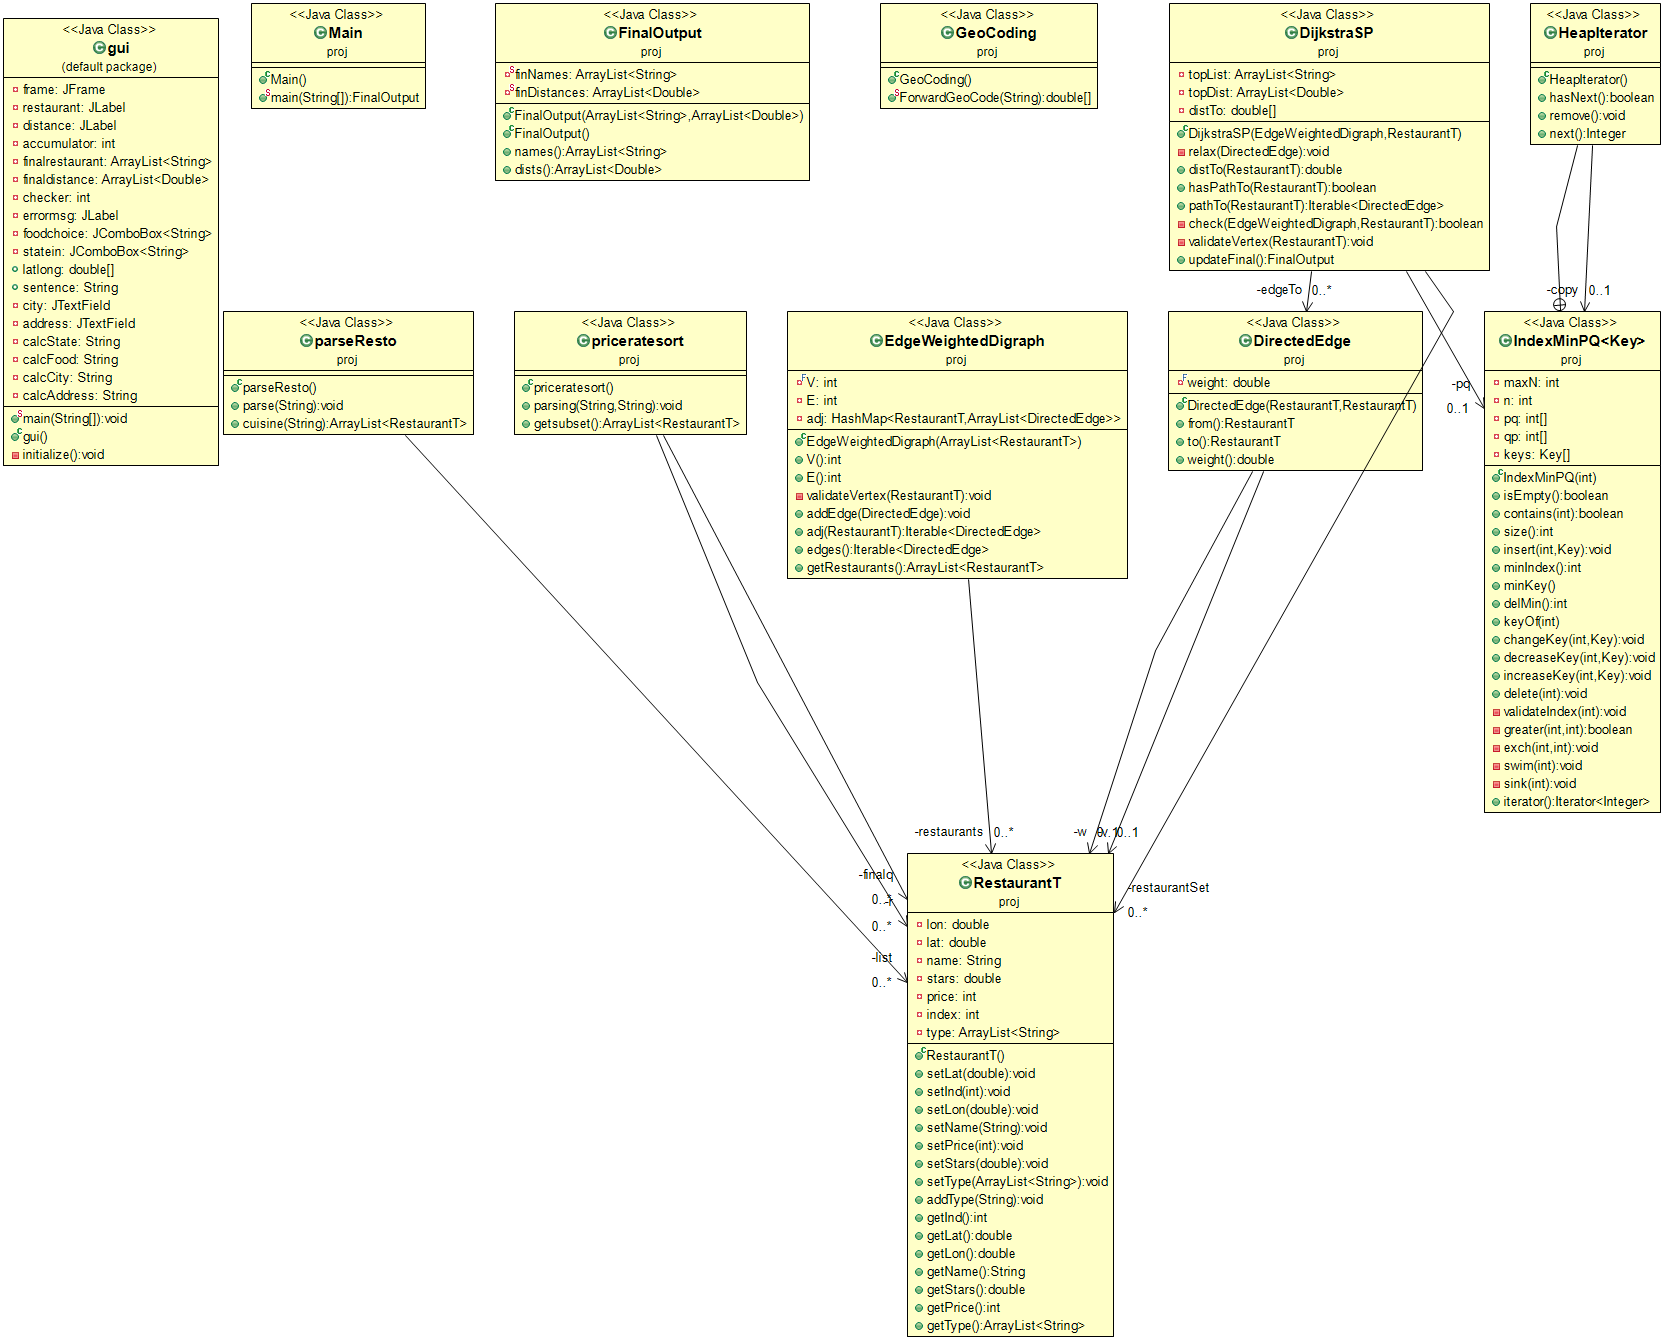 <<Java Class>>
gui
(default package)
frame: JFrame
restaurant: JLabel
distance: JLabel
accumulator: int
finalrestaurant: ArrayList<String>
finaldistance: ArrayList<Double>
checker: int
errormsg: JLabel
foodchoice: JComboBox<String>
statein: JComboBox<String>
latlong: double[]
sentence: String
city: JTextField
address: JTextField
calcState: String
calcFood: String
calcCity: String
calcAddress: String
main(String[]):void
gui()
initialize():void
<<Java Class>>
Main
proj
Main()
main(String[]):FinalOutput
<<Java Class>>
FinalOutput
proj
finNames: ArrayList<String>
finDistances: ArrayList<Double>
FinalOutput(ArrayList<String>,ArrayList<Double>)
FinalOutput()
names():ArrayList<String>
dists():ArrayList<Double>
<<Java Class>>
GeoCoding
proj
GeoCoding()
ForwardGeoCode(String):double[]
<<Java Class>>
DijkstraSP
proj
topList: ArrayList<String>
topDist: ArrayList<Double>
distTo: double[]
DijkstraSP(EdgeWeightedDigraph,RestaurantT)
relax(DirectedEdge):void
distTo(RestaurantT):double
hasPathTo(RestaurantT):boolean
pathTo(RestaurantT):Iterable<DirectedEdge>
check(EdgeWeightedDigraph,RestaurantT):boolean
validateVertex(RestaurantT):void
updateFinal():FinalOutput
<<Java Class>>
HeapIterator
proj
HeapIterator()
hasNext():boolean
remove():void
next():Integer
-edgeTo 0..*
-copy 0..1
<<Java Class>>
parseResto
proj
parseResto()
parse(String):void
cuisine(String):ArrayList<RestaurantT>
<<Java Class>>
priceratesort
proj
priceratesort()
parsing(String,String):void
getsubset():ArrayList<RestaurantT>
<<Java Class>>
EdgeWeightedDigraph
proj
V: int
E: int
adj: HashMap<RestaurantT,ArrayList<DirectedEdge>>
EdgeWeightedDigraph(ArrayList<RestaurantT>)
V():int
E():int
validateVertex(RestaurantT):void
addEdge(DirectedEdge):void
adj(RestaurantT):Iterable<DirectedEdge>
edges():Iterable<DirectedEdge>
getRestaurants():ArrayList<RestaurantT>
<<Java Class>>
DirectedEdge
proj
weight: double
DirectedEdge(RestaurantT,RestaurantT)
from():RestaurantT
to():RestaurantT
weight():double
-pq
0..1
<<Java Class>>
IndexMinPQ<Key>
proj
maxN: int
n: int
pq: int[]
qp: int[]
keys: Key[]
IndexMinPQ(int)
isEmpty():boolean
contains(int):boolean
size():int
insert(int,Key):void
minIndex():int
minKey()
delMin():int
keyOf(int)
changeKey(int,Key):void
decreaseKey(int,Key):void
increaseKey(int,Key):void
delete(int):void
validateIndex(int):void
greater(int,int):boolean
exch(int,int):void
swim(int):void
sink(int):void
iterator():Iterator<Integer>
-restaurants 0..*
-w 0..1
-finalq
0..*
-r
0..*
-list
0..*
-restaurantSet
0..*
<<Java Class>>
RestaurantT
proj
lon: double
lat: double
name: String
stars: double
price: int
index: int
type: ArrayList<String>
RestaurantT()
setLat(double):void
setInd(int):void
setLon(double):void
setName(String):void
setPrice(int):void
setStars(double):void
setType(ArrayList<String>):void
addType(String):void
getInd():int
getLat():double
getLon():double
getName():String
getStars():double
getPrice():int
getType():ArrayList<String>